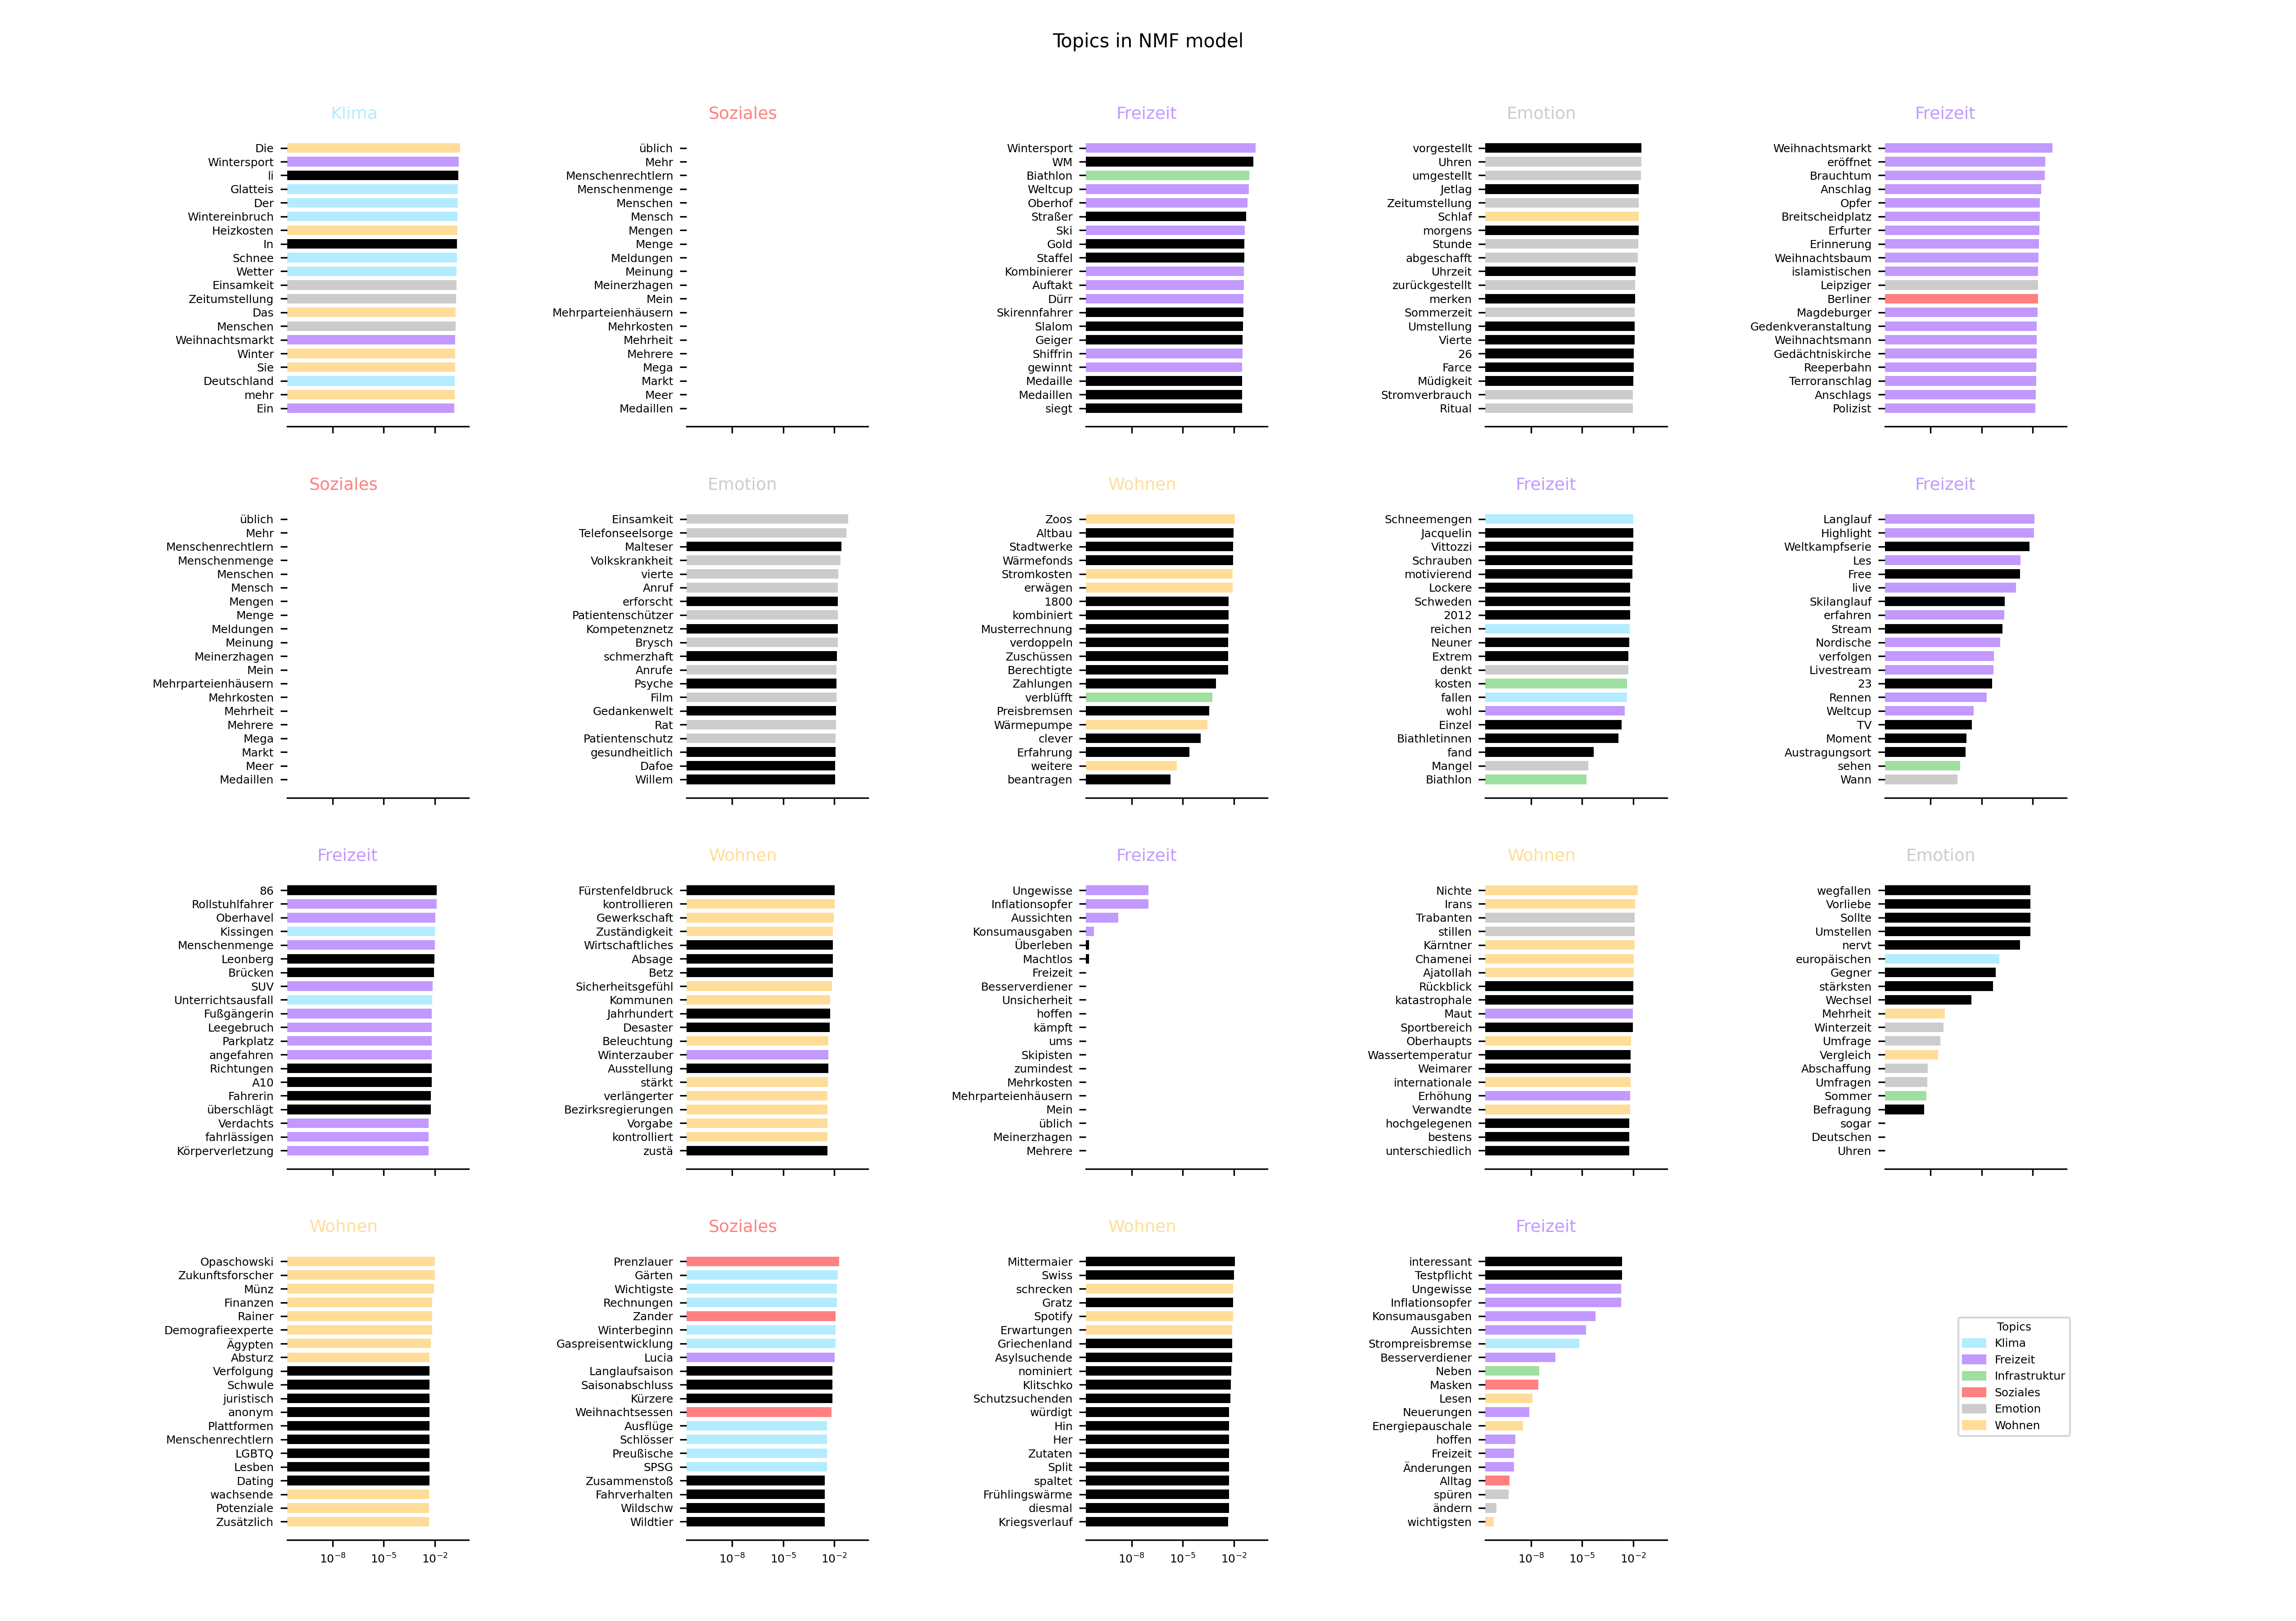 Topics in NMF model
Klima
Die
Wintersport
li
Glatteis
Der
Wintereinbruch
Heizkosten
In
Schnee
Wetter
Einsamkeit
Zeitumstellung
Das
Menschen
Weihnachtsmarkt
Winter
Sie
Deutschland
mehr
Ein
Soziales
üblich
Mehr
Menschenrechtlern
Menschenmenge
Menschen
Mensch
Mengen
Menge
Meldungen
Meinung
Meinerzhagen
Mein
Mehrparteienhäusern
Mehrkosten
Mehrheit
Mehrere
Mega
Markt
Meer
Medaillen
Freizeit
Wintersport
WM
Biathlon
Weltcup
Oberhof
Straßer
Ski
Gold
Staffel
Kombinierer
Auftakt
Dürr
Skirennfahrer
Slalom
Geiger
Shiffrin
gewinnt
Medaille
Medaillen
siegt
Emotion
vorgestellt
Uhren
umgestellt
Jetlag
Zeitumstellung
Schlaf
morgens
Stunde
abgeschafft
Uhrzeit
zurückgestellt
merken
Sommerzeit
Umstellung
Vierte
26
Farce
Müdigkeit
Stromverbrauch
Ritual
Freizeit
Weihnachtsmarkt
eröffnet
Brauchtum
Anschlag
Opfer
Breitscheidplatz
Erfurter
Erinnerung
Weihnachtsbaum
islamistischen
Leipziger
Berliner
Magdeburger
Gedenkveranstaltung
Weihnachtsmann
Gedächtniskirche
Reeperbahn
Terroranschlag
Anschlags
Polizist
Soziales
üblich
Mehr
Menschenrechtlern
Menschenmenge
Menschen
Mensch
Mengen
Menge
Meldungen
Meinung
Meinerzhagen
Mein
Mehrparteienhäusern
Mehrkosten
Mehrheit
Mehrere
Mega
Markt
Meer
Medaillen
Emotion
Einsamkeit
Telefonseelsorge
Malteser
Volkskrankheit
vierte
Anruf
erforscht
Patientenschützer
Kompetenznetz
Brysch
schmerzhaft
Anrufe
Psyche
Film
Gedankenwelt
Rat
Patientenschutz
gesundheitlich
Dafoe
Willem
Wohnen
Zoos
Altbau
Stadtwerke
Wärmefonds
Stromkosten
erwägen
1800
kombiniert
Musterrechnung
verdoppeln
Zuschüssen
Berechtigte
Zahlungen
verblüfft
Preisbremsen
Wärmepumpe
clever
Erfahrung
weitere
beantragen
Freizeit
Schneemengen
Jacquelin
Vittozzi
Schrauben
motivierend
Lockere
Schweden
2012
reichen
Neuner
Extrem
denkt
kosten
fallen
wohl
Einzel
Biathletinnen
fand
Mangel
Biathlon
Freizeit
Langlauf
Highlight
Weltkampfserie
Les
Free
live
Skilanglauf
erfahren
Stream
Nordische
verfolgen
Livestream
23
Rennen
Weltcup
TV
Moment
Austragungsort
sehen
Wann
Freizeit
86
Rollstuhlfahrer
Oberhavel
Kissingen
Menschenmenge
Leonberg
Brücken
SUV
Unterrichtsausfall
Fußgängerin
Leegebruch
Parkplatz
angefahren
Richtungen
A10
Fahrerin
überschlägt
Verdachts
fahrlässigen
Körperverletzung
Wohnen
Fürstenfeldbruck
kontrollieren
Gewerkschaft
Zuständigkeit
Wirtschaftliches
Absage
Betz
Sicherheitsgefühl
Kommunen
Jahrhundert
Desaster
Beleuchtung
Winterzauber
Ausstellung
stärkt
verlängerter
Bezirksregierungen
Vorgabe
kontrolliert
zustä
Freizeit
Ungewisse
Inflationsopfer
Aussichten
Konsumausgaben
Überleben
Machtlos
Freizeit
Besserverdiener
Unsicherheit
hoffen
kämpft
ums
Skipisten
zumindest
Mehrkosten
Mehrparteienhäusern
Mein
üblich
Meinerzhagen
Mehrere
Wohnen
Nichte
Irans
Trabanten
stillen
Kärntner
Chamenei
Ajatollah
Rückblick
katastrophale
Maut
Sportbereich
Oberhaupts
Wassertemperatur
Weimarer
internationale
Erhöhung
Verwandte
hochgelegenen
bestens
unterschiedlich
Emotion
wegfallen
Vorliebe
Sollte
Umstellen
nervt
europäischen
Gegner
stärksten
Wechsel
Mehrheit
Winterzeit
Umfrage
Vergleich
Abschaffung
Umfragen
Sommer
Befragung
sogar
Deutschen
Uhren
Wohnen
Opaschowski
Zukunftsforscher
Münz
Finanzen
Rainer
Demografieexperte
Ägypten
Absturz
Verfolgung
Schwule
juristisch
anonym
Plattformen
Menschenrechtlern
LGBTQ
Lesben
Dating
wachsende
Potenziale
Zusätzlich
10⁻⁸ 10⁻⁵ 10⁻²
Soziales
Prenzlauer
Gärten
Wichtigste
Rechnungen
Zander
Winterbeginn
Gaspreisentwicklung
Lucia
Langlaufsaison
Saisonabschluss
Kürzere
Weihnachtsessen
Ausflüge
Schlösser
Preußische
SPSG
Zusammenstoß
Fahrverhalten
Wildschw
Wildtier
10⁻⁸ 10⁻⁵ 10⁻²
Wohnen
Mittermaier
Swiss
schrecken
Gratz
Spotify
Erwartungen
Griechenland
Asylsuchende
nominiert
Klitschko
Schutzsuchenden
würdigt
Hin
Her
Zutaten
Split
spaltet
Frühlingswärme
diesmal
Kriegsverlauf
10⁻⁸ 10⁻⁵ 10⁻²
Freizeit
interessant
Testpflicht
Ungewisse
Inflationsopfer
Konsumausgaben
Aussichten
Strompreisbremse
Besserverdiener
Neben
Masken
Lesen
Neuerungen
Energiepauschale
hoffen
Freizeit
Änderungen
Alltag
spüren
ändern
wichtigsten
10⁻⁸ 10⁻⁵ 10⁻²
Topics
Klima
Freizeit
Infrastruktur
Soziales
Emotion
Wohnen